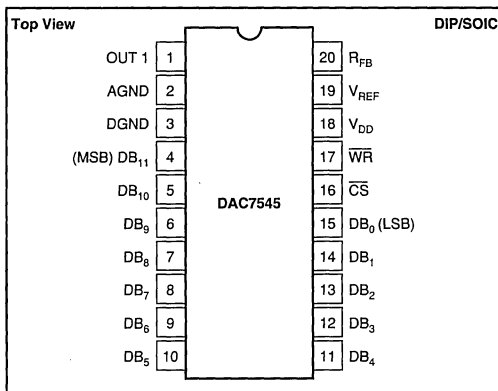 Top View DIP/SOIC
OUT 1 1 20 R_FB
AGND 2 19 V_REF
DGND 3 18 V_DD
(MSB) DB₁₁ 4 17 W̅R̅
DB₁₀ 5 16 C̅S̅
DAC7545
DB₉ 6 15 DB₀ (LSB)
DB₈ 7 14 DB₁
DB₇ 8 13 DB₂
DB₆ 9 12 DB₃
DB₅ 10 11 DB₄